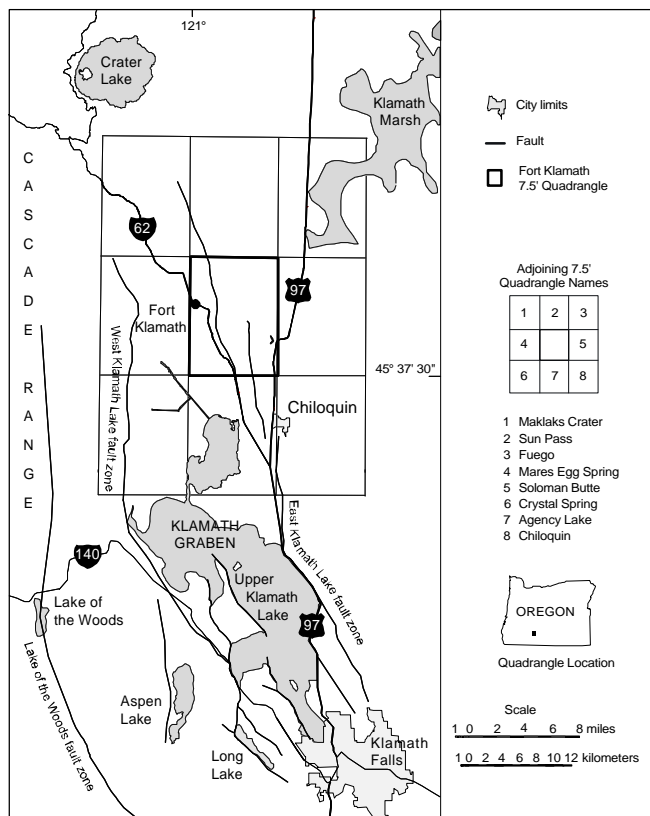 121°
Crater
Lake
Klamath
Marsh
CASCADE RANGE
62
97
Fort
Klamath
West Klamath Lake fault zone
45° 37' 30"
Chiloquin
KLAMATH
GRABEN
East Klamath Lake fault zone
140
Upper
Klamath
Lake
97
Lake of
the Woods
Lake of the Woods fault zone
Aspen
Lake
Long
Lake
Klamath
Falls
City limits
Fault
Fort Klamath
7.5' Quadrangle
Adjoining 7.5'
Quadrangle Names
1 2 3
4 5
6 7 8
1 Maklaks Crater
2 Sun Pass
3 Fuego
4 Mares Egg Spring
5 Soloman Butte
6 Crystal Spring
7 Agency Lake
8 Chiloquin
OREGON
Quadrangle Location
Scale
1 0 2 4 6 8 miles
1 0 2 4 6 8 10 12 kilometers